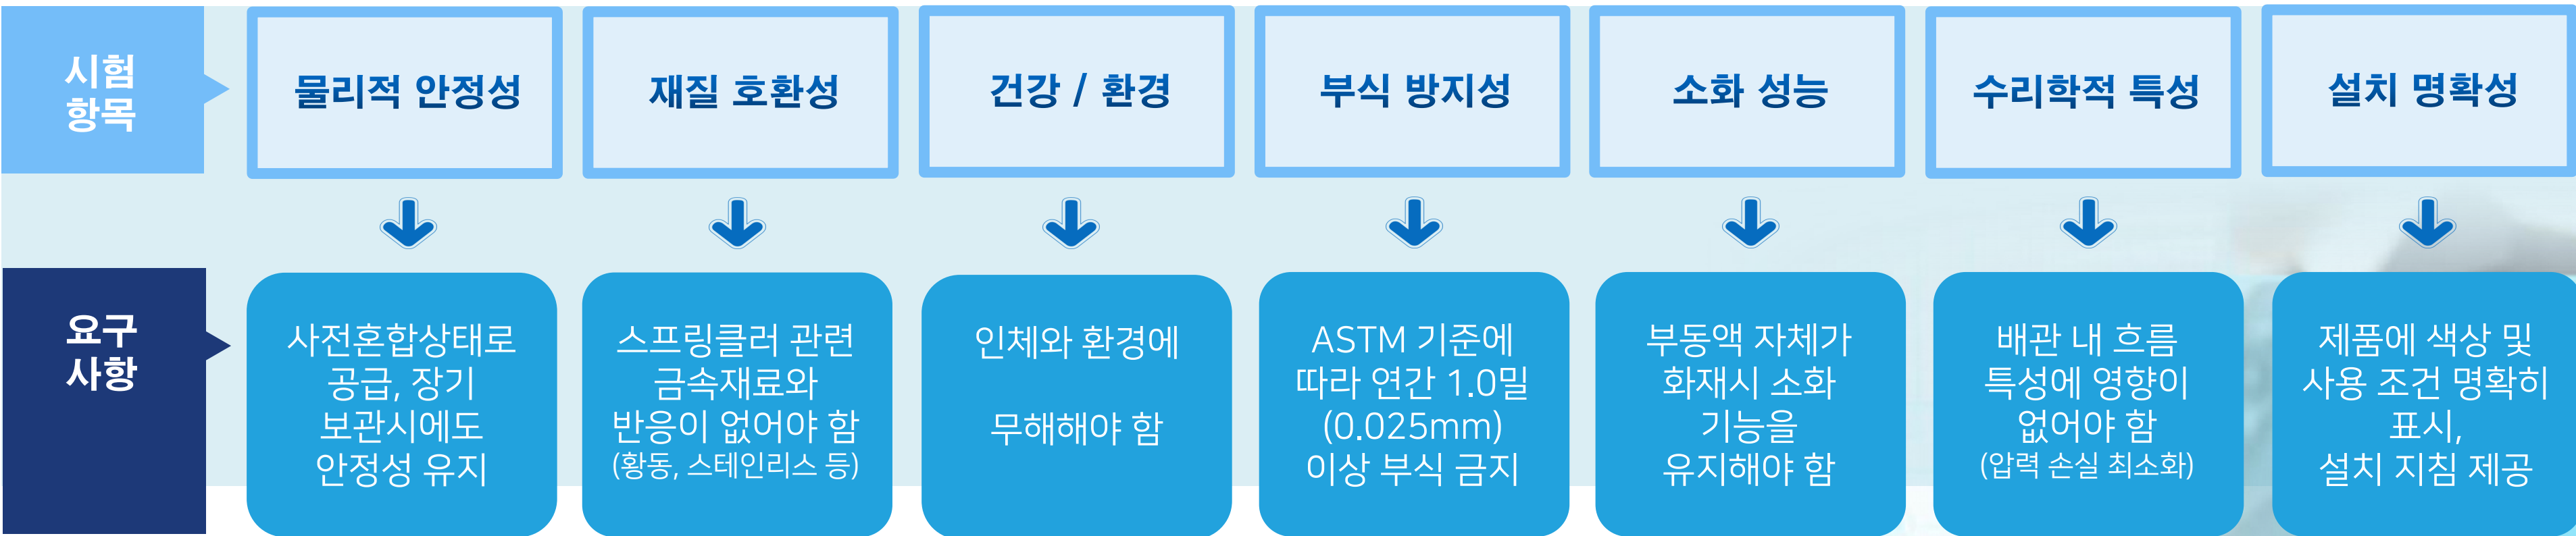 시험
항목
물리적 안정성
재질 호환성
건강 / 환경
부식 방지성
소화 성능
수리학적 특성
설치 명확성
요구
사항
사전혼합상태로
공급, 장기
보관시에도
안정성 유지
스프링클러 관련
금속재료와
반응이 없어야 함
(황동, 스테인리스 등)
인체와 환경에
무해해야 함
ASTM 기준에
따라 연간 1.0밀
(0.025mm)
이상 부식 금지
부동액 자체가
화재시 소화
기능을
유지해야 함
배관 내 흐름
특성에 영향이
없어야 함
(압력 손실 최소화)
제품에 색상 및
사용 조건 명확히
표시,
설치 지침 제공